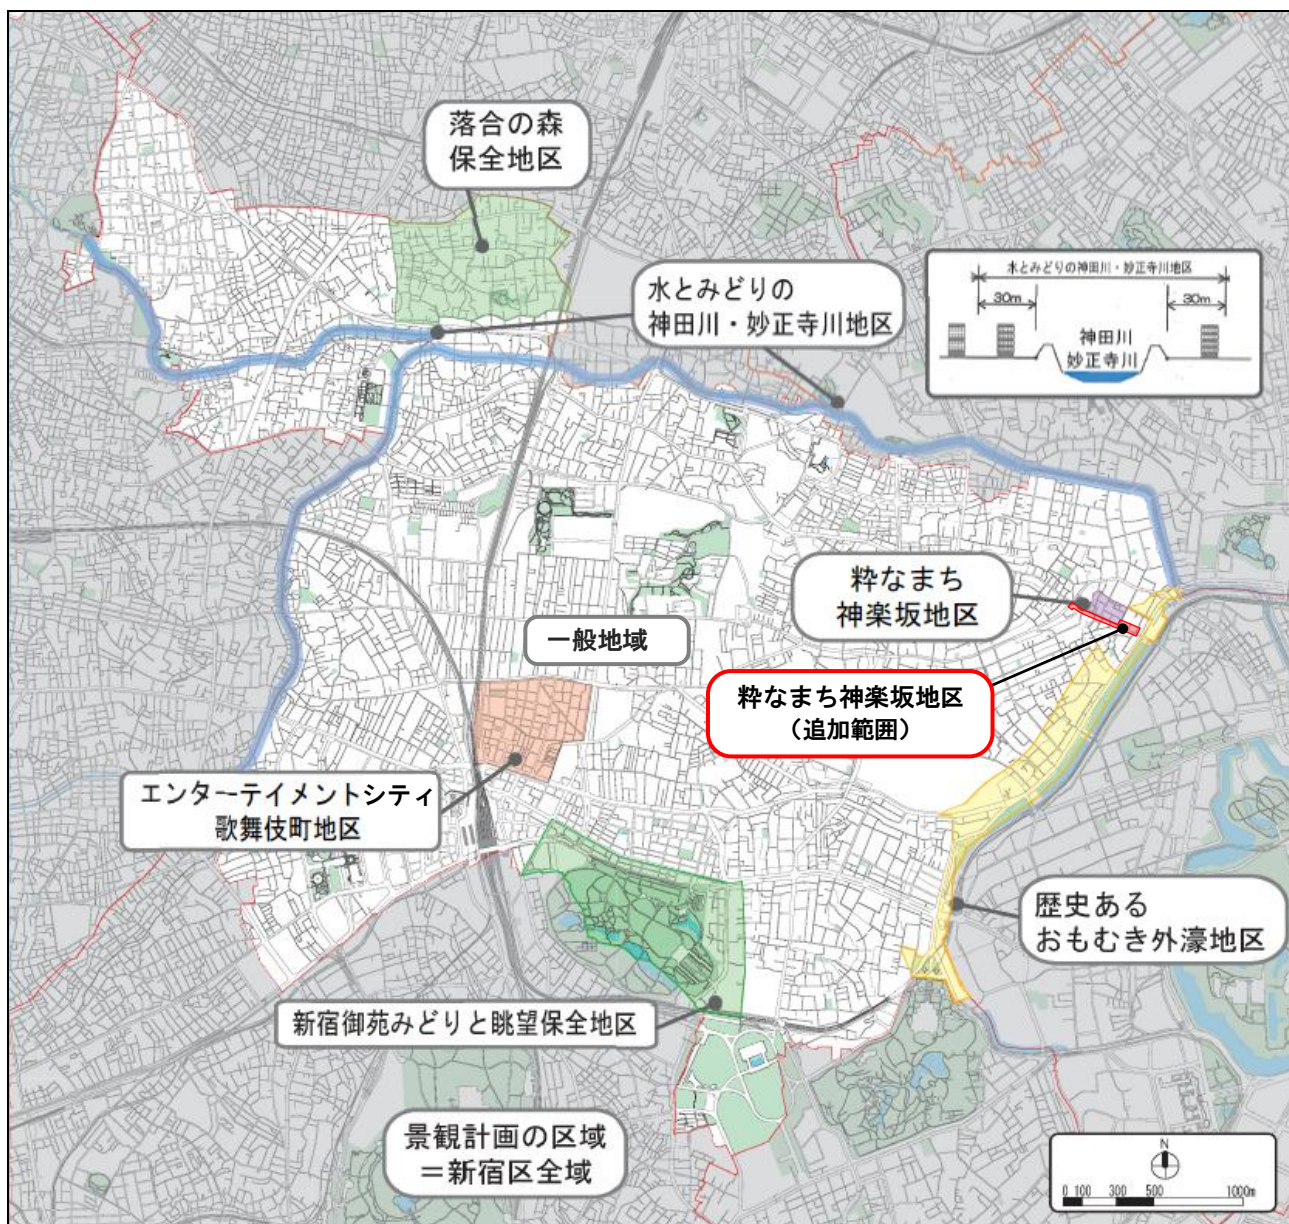 落合の森
保全地区
水とみどりの
神田川・妙正寺川地区
水とみどりの神田川・妙正寺川地区
30m
30m
神田川
妙正寺川
粋なまち
神楽坂地区
一般地域
粋なまち神楽坂地区
（追加範囲）
エンターテイメントシティ
歌舞伎町地区
歴史ある
おもむき外濠地区
新宿御苑みどりと眺望保全地区
景観計画の区域
＝新宿区全域
N
0 100 300 500 1000m